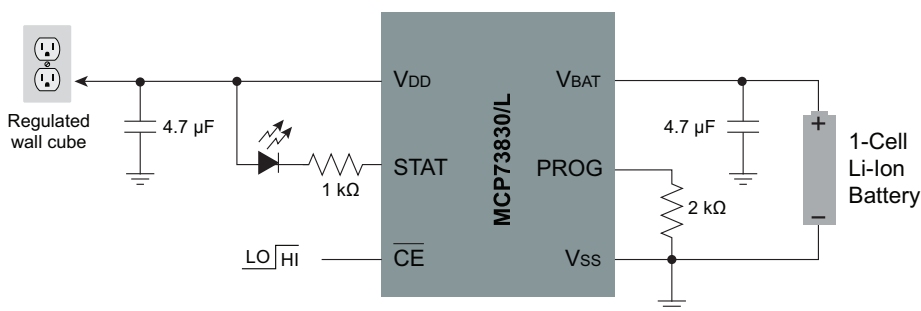 Regulated
wall cube
4.7 µF
1 kΩ
LO HI
VDD
STAT
CE
MCP73830/L
VBAT
PROG
VSS
4.7 µF
2 kΩ
+
–
1-Cell
Li-Ion
Battery